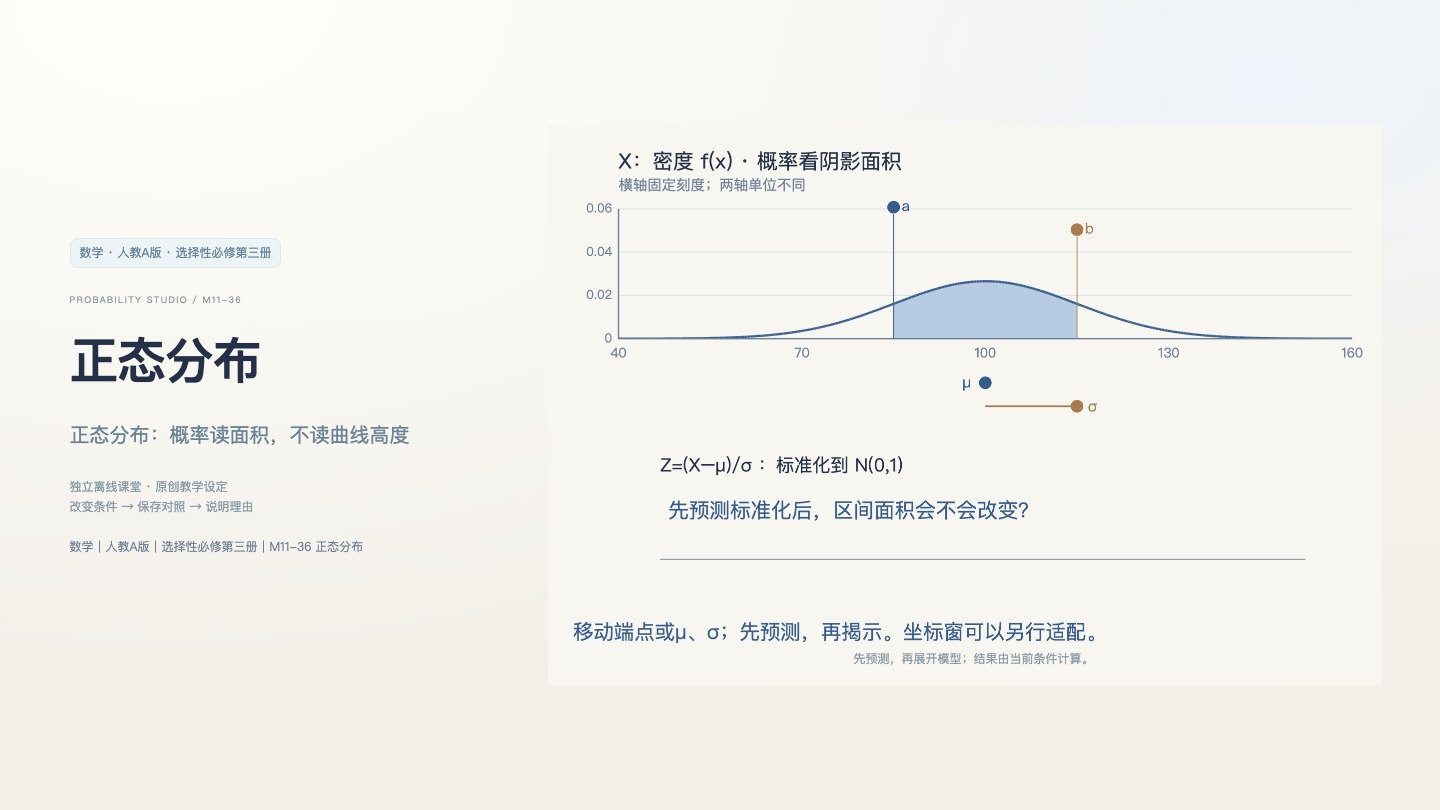 数学 · 人教A版 · 选择性必修第三册
PROBABILITY STUDIO / M11-36
正态分布
正态分布：概率读面积，不读曲线高度
独立离线课堂 · 原创教学设定
改变条件 → 保存对照 → 说明理由
数学 | 人教A版 | 选择性必修第三册 | M11-36 正态分布
X：密度 f(x) · 概率看阴影面积
横轴固定刻度；两轴单位不同
0.06
0.04
0.02
0
a
b
40 70 100 130 160
μ
σ
Z=(X−μ)/σ ：标准化到 N(0,1)
先预测标准化后，区间面积会不会改变?
移动端点或μ、σ；先预测，再揭示。坐标窗可以另行适配。
先预测，再展开模型；结果由当前条件计算。